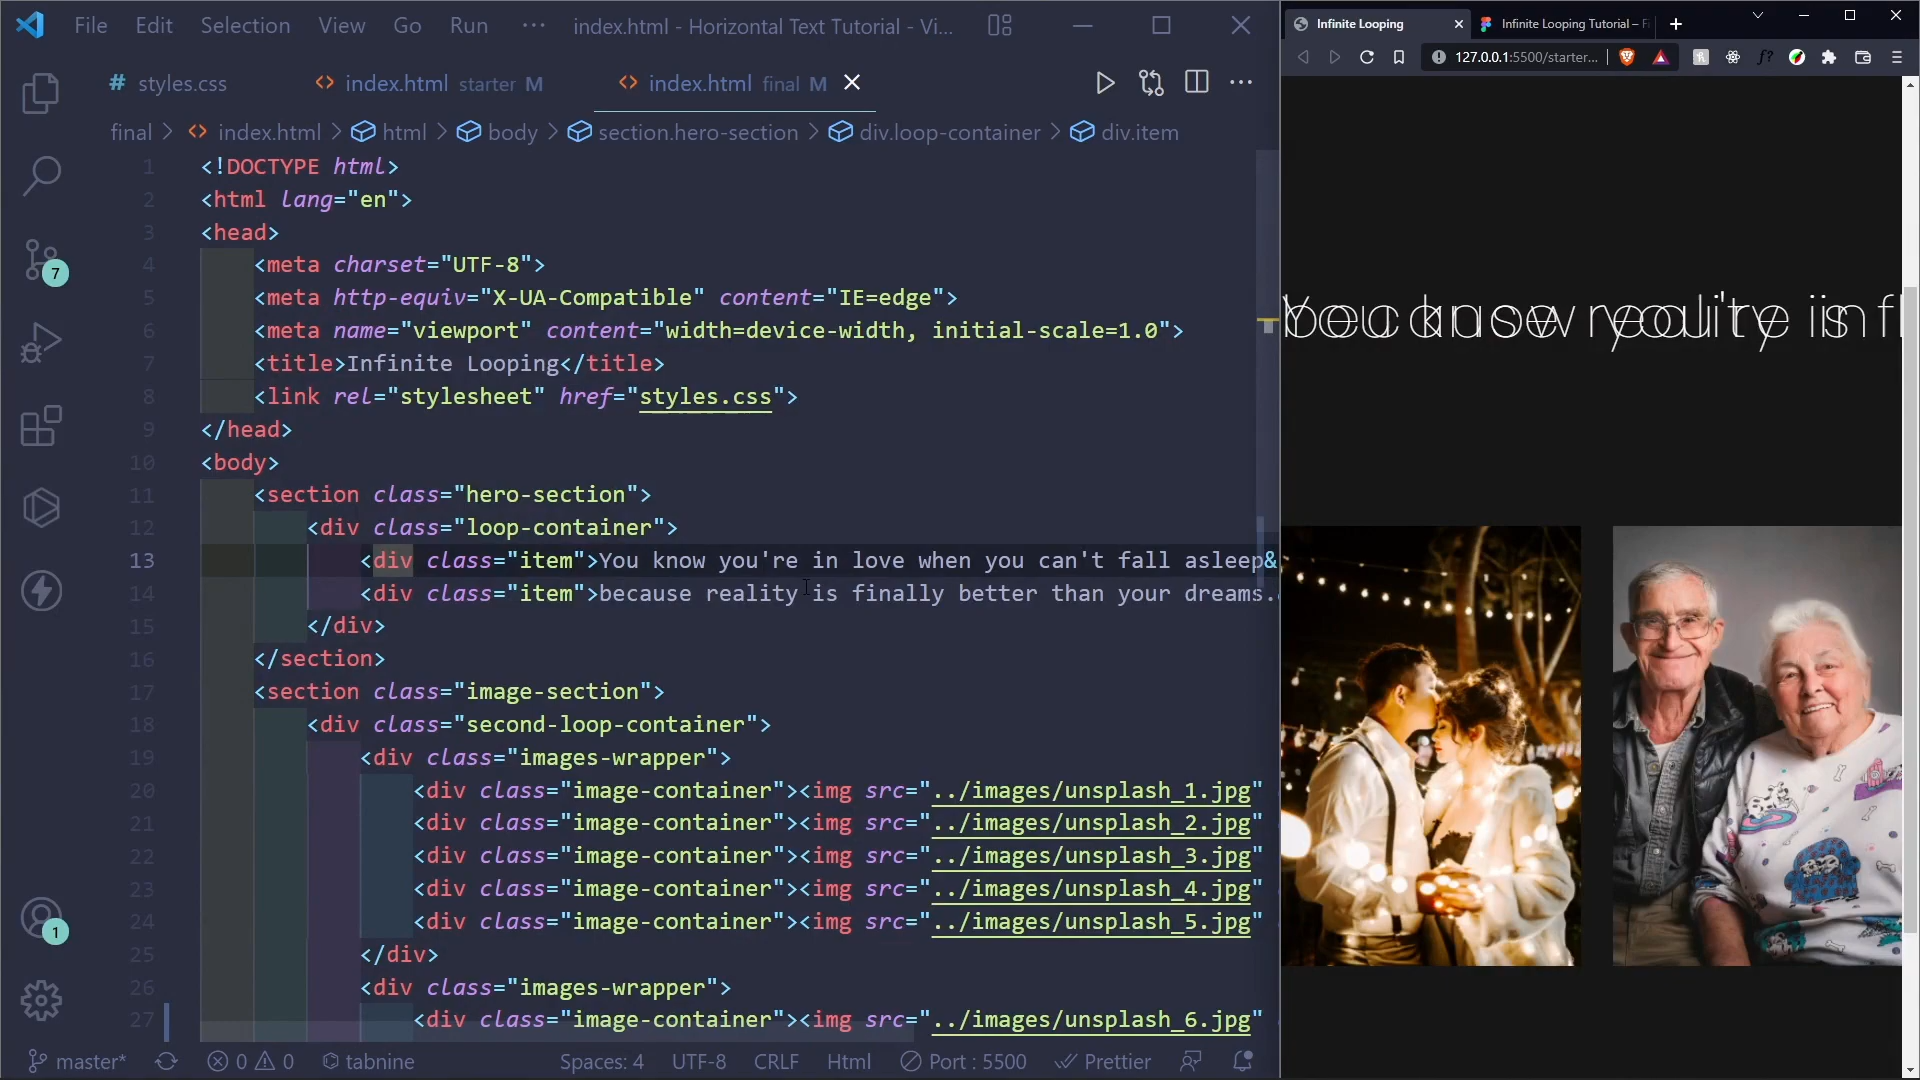 File Edit Selection View Go Run ··· index.html - Horizontal Text Tutorial - Vi...
# styles.css <> index.html starter M <> index.html final M
final > <> index.html > html > body > section.hero-section > div.loop-container > div.item
1 <!DOCTYPE html>
2 <html lang="en">
3 <head>
4 <meta charset="UTF-8">
5 <meta http-equiv="X-UA-Compatible" content="IE=edge">
6 <meta name="viewport" content="width=device-width, initial-scale=1.0">
7 <title>Infinite Looping</title>
8 <link rel="stylesheet" href="styles.css">
9 </head>
10 <body>
11 <section class="hero-section">
12 <div class="loop-container">
13 <div class="item">You know you're in love when you can't fall asleep&
14 <div class="item">because reality is finally better than your dreams.
15 </div>
16 </section>
17 <section class="image-section">
18 <div class="second-loop-container">
19 <div class="images-wrapper">
20 <div class="image-container"><img src="../images/unsplash_1.jpg"
21 <div class="image-container"><img src="../images/unsplash_2.jpg"
22 <div class="image-container"><img src="../images/unsplash_3.jpg"
23 <div class="image-container"><img src="../images/unsplash_4.jpg"
24 <div class="image-container"><img src="../images/unsplash_5.jpg"
25 </div>
26 <div class="images-wrapper">
27 <div class="image-container"><img src="../images/unsplash_6.jpg"
7
1
master* 0 0 tabnine Spaces: 4 UTF-8 CRLF Html Port : 5500 Prettier
Infinite Looping Infinite Looping Tutorial – Fi
127.0.0.1:5500/starter...
f?